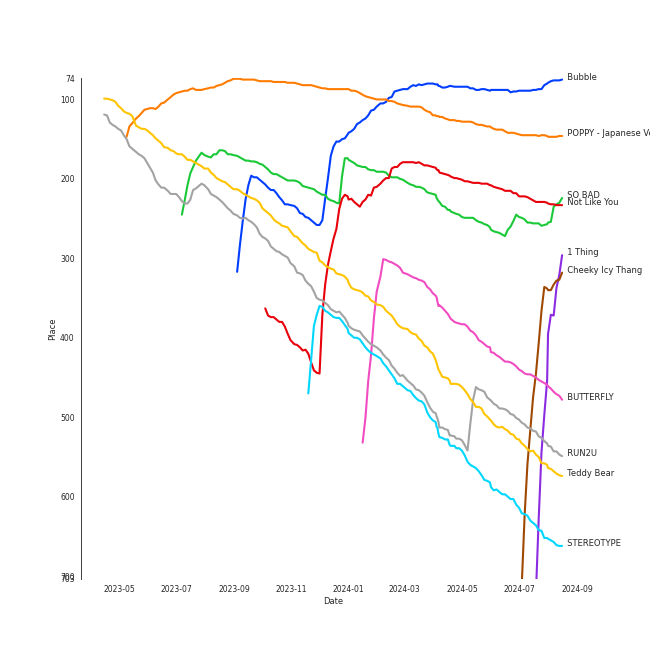 74
100
200
300
400
500
600
700
703
Place
2023-05
2023-07
2023-09
2023-11
2024-01
2024-03
2024-05
2024-07
2024-09
Date
Bubble
POPPY - Japanese Ve
SO BAD
Not Like You
1 Thing
Cheeky Icy Thang
BUTTERFLY
RUN2U
Teddy Bear
STEREOTYPE